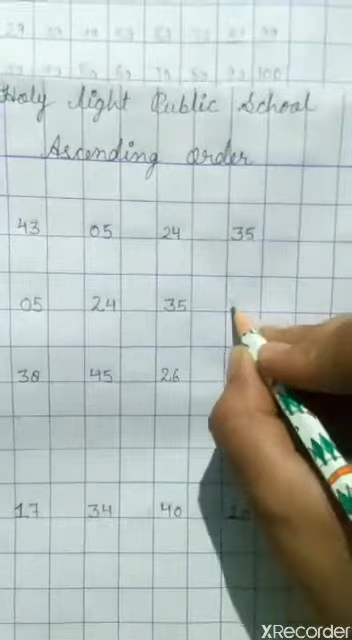 Holy Light Public School
Ascending order
43 05 24 35
05 24 35
38 45 26
17 34 40
XRecorder